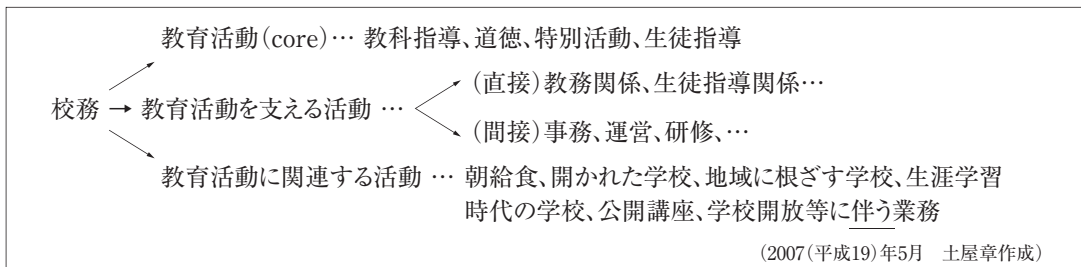 教育活動(core)… 教科指導、道徳、特別活動、生徒指導
(直接)教務関係、生徒指導関係…
校務 → 教育活動を支える活動 …
(間接)事務、運営、研修、…
教育活動に関連する活動 … 朝給食、開かれた学校、地域に根ざす学校、生涯学習
時代の学校、公開講座、学校開放等に伴う業務
(2007(平成19)年5月 土屋章作成)